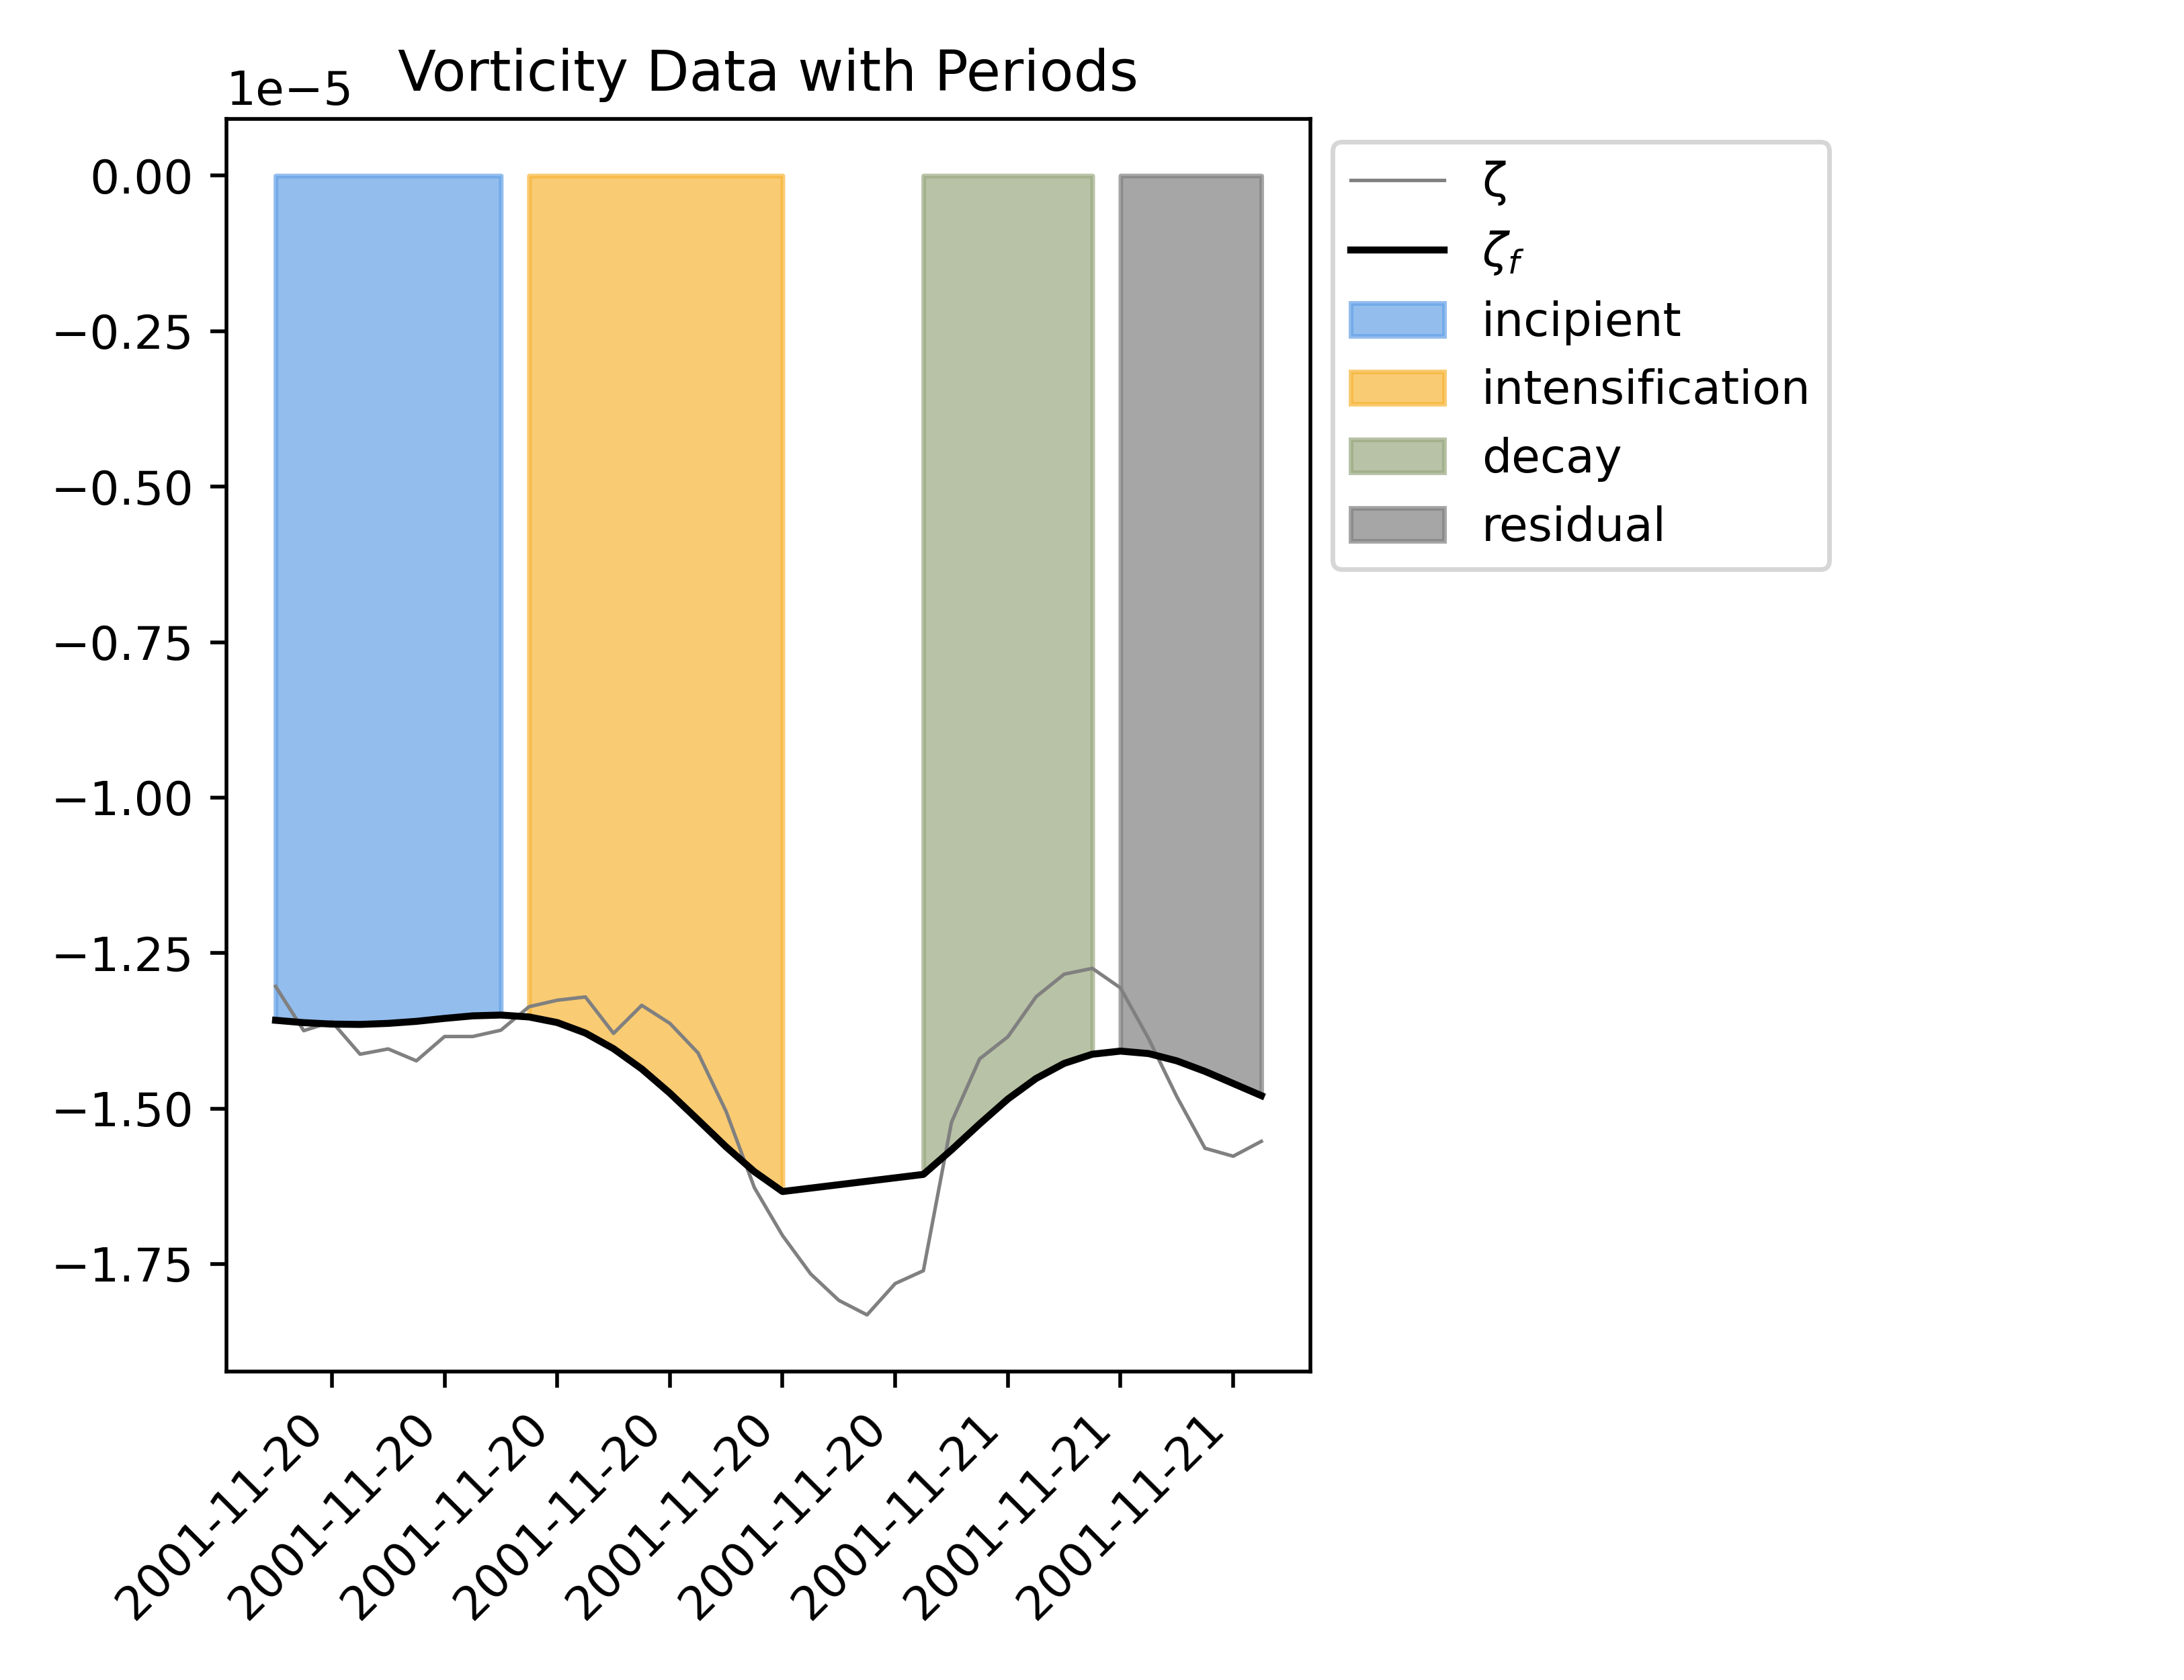 Vorticity Data with Periods
1e−5
0.00
−0.25
−0.50
−0.75
−1.00
−1.25
−1.50
−1.75
2001-11-20
2001-11-20
2001-11-20
2001-11-20
2001-11-20
2001-11-20
2001-11-21
2001-11-21
2001-11-21
ζ
ζf
incipient
intensification
decay
residual